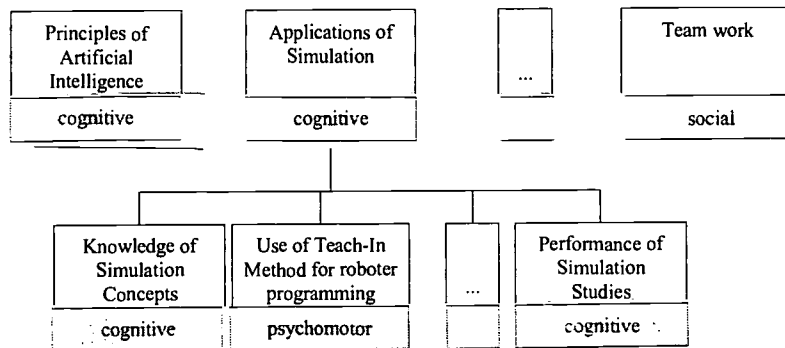 Principles of
Artificial
Intelligence
cognitive
Applications of
Simulation
cognitive
...
Team work
social
Knowledge of
Simulation
Concepts
cognitive
Use of Teach-In
Method for roboter
programming
psychomotor
...
Performance of
Simulation
Studies
cognitive